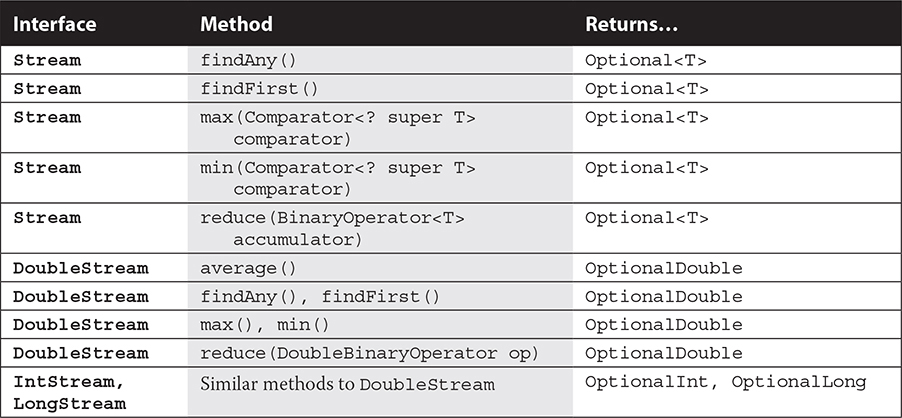 Interface Method Returns…
Stream findAny() Optional<T>
Stream findFirst() Optional<T>
Stream max(Comparator<? super T> Optional<T>
comparator)
Stream min(Comparator<? super T> Optional<T>
comparator)
Stream reduce(BinaryOperator<T> Optional<T>
accumulator)
DoubleStream average() OptionalDouble
DoubleStream findAny(), findFirst() OptionalDouble
DoubleStream max(), min() OptionalDouble
DoubleStream reduce(DoubleBinaryOperator op) OptionalDouble
IntStream, Similar methods to DoubleStream OptionalInt, OptionalLong
LongStream